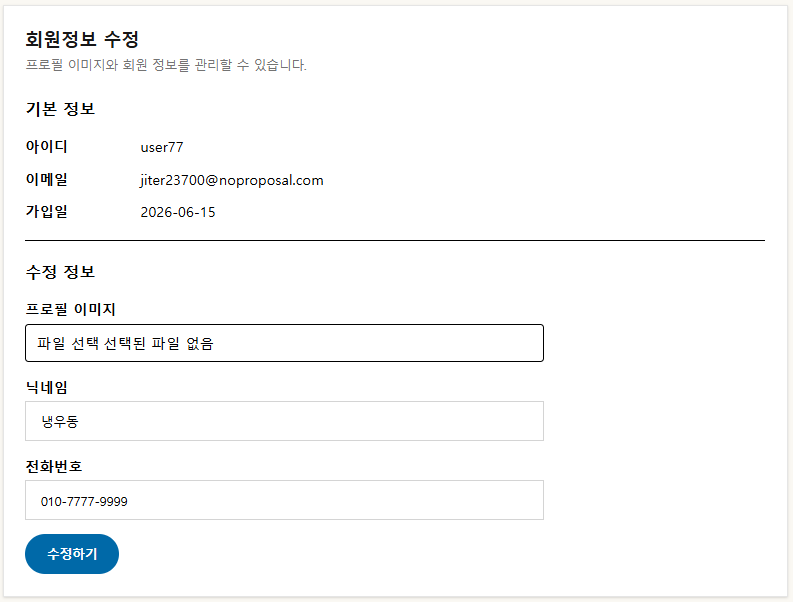 회원정보 수정
프로필 이미지와 회원 정보를 관리할 수 있습니다.
기본 정보
아이디 user77
이메일 jiter23700@noproposal.com
가입일 2026-06-15
수정 정보
프로필 이미지
파일 선택 선택된 파일 없음
닉네임
냉우동
전화번호
010-7777-9999
수정하기